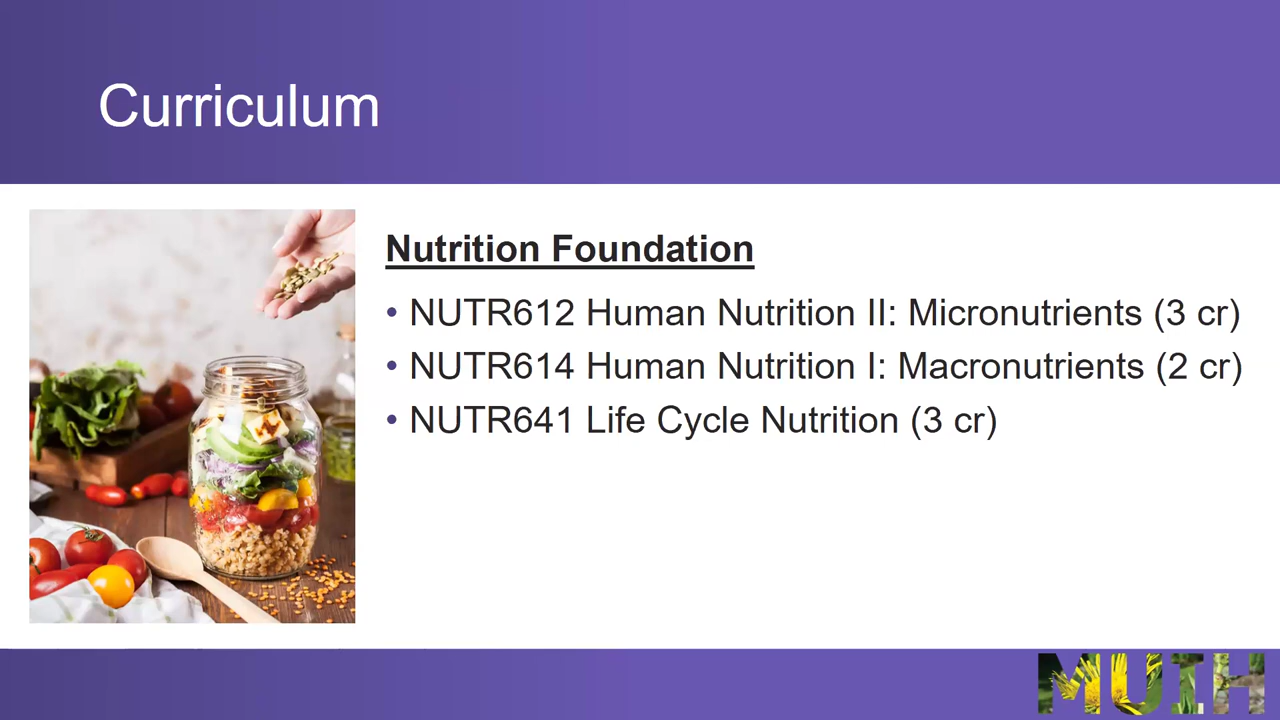 Curriculum
Nutrition Foundation
• NUTR612 Human Nutrition II: Micronutrients (3 cr)
• NUTR614 Human Nutrition I: Macronutrients (2 cr)
• NUTR641 Life Cycle Nutrition (3 cr)
MUIH